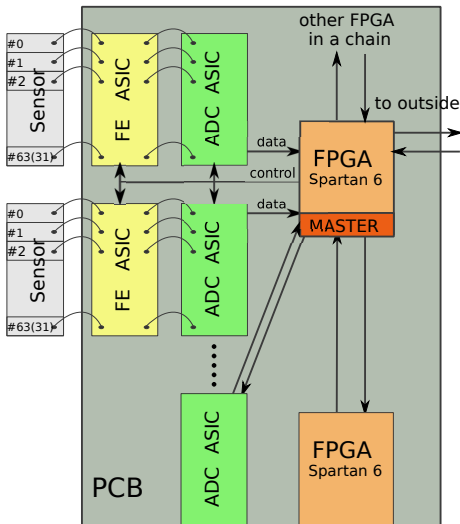 other FPGA
in a chain
to outside
#0
#1
#2
#63(31)
Sensor
FE ASIC
ADC ASIC
data
control
data
FPGA
Spartan 6
MASTER
#0
#1
#2
#63(31)
Sensor
FE ASIC
ADC ASIC
ADC ASIC
FPGA
Spartan 6
PCB